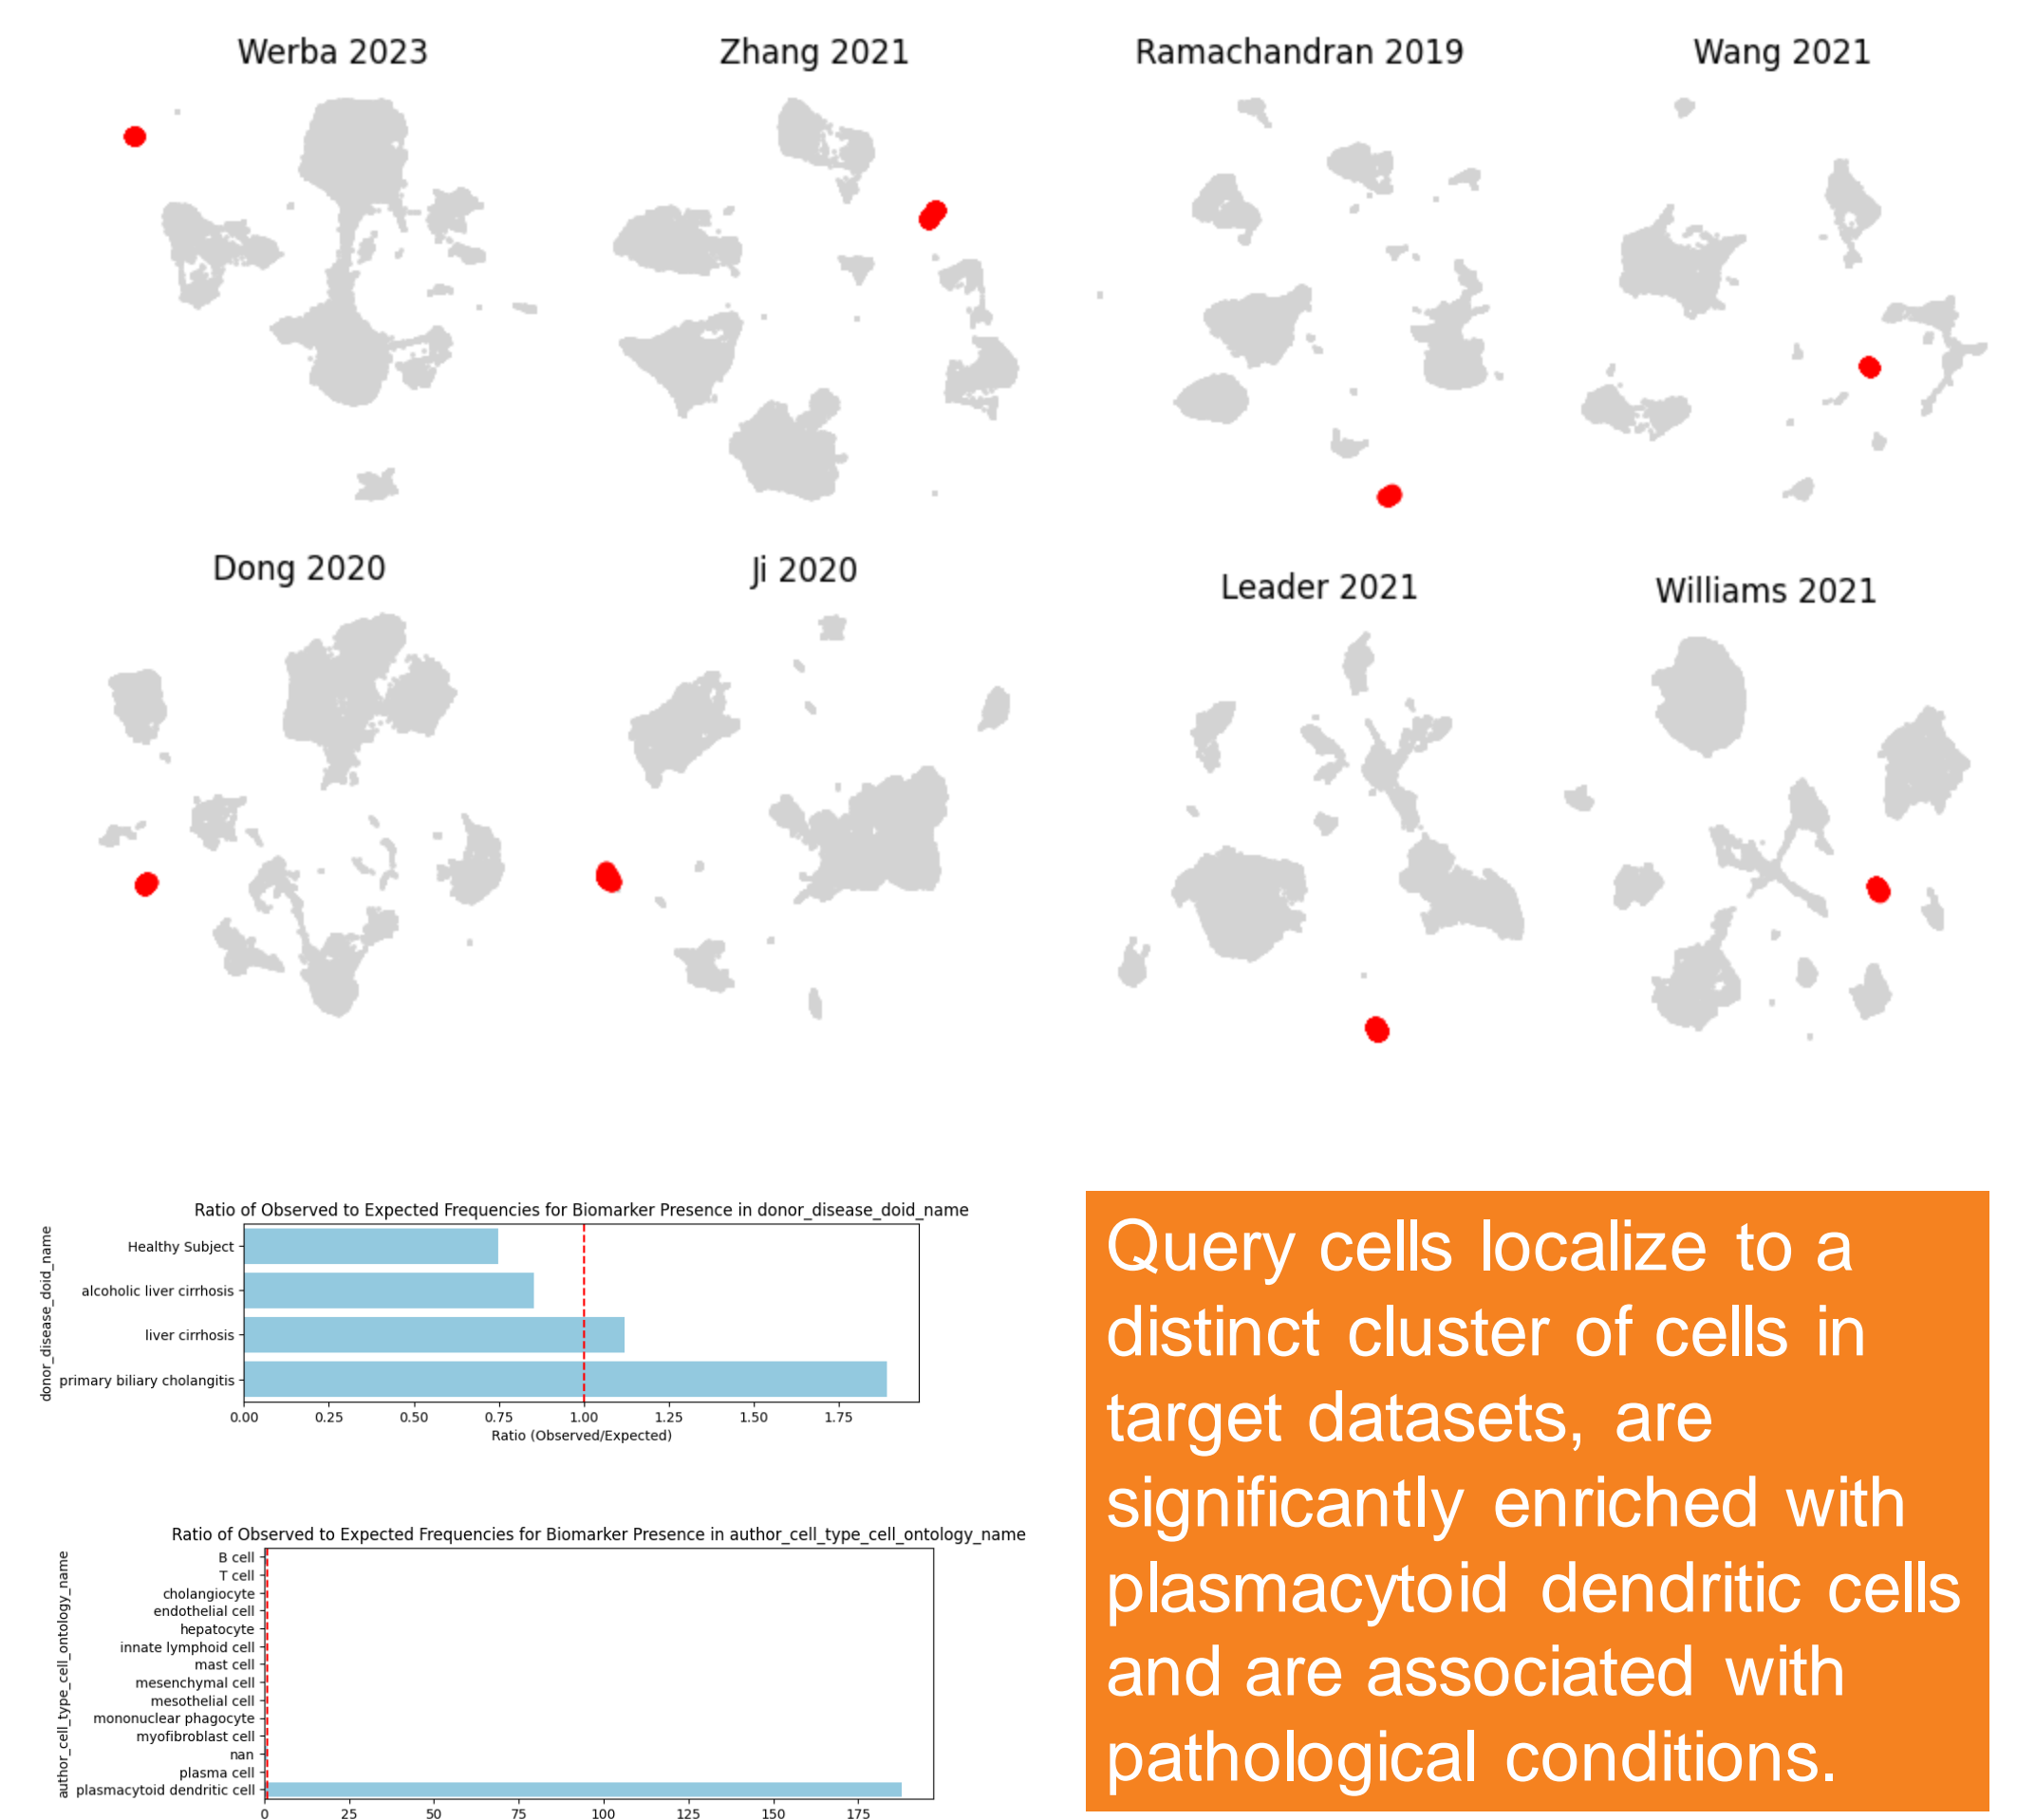 Werba 2023
Zhang 2021
Ramachandran 2019
Wang 2021
Dong 2020
Ji 2020
Leader 2021
Williams 2021
Ratio of Observed to Expected Frequencies for Biomarker Presence in donor_disease_doid_name
donor_disease_doid_name
Healthy Subject
alcoholic liver cirrhosis
liver cirrhosis
primary biliary cholangitis
0.00 0.25 0.50 0.75 1.00 1.25 1.50 1.75
Ratio (Observed/Expected)
Ratio of Observed to Expected Frequencies for Biomarker Presence in author_cell_type_cell_ontology_name
author_cell_type_cell_ontology_name
B cell
T cell
cholangiocyte
endothelial cell
hepatocyte
innate lymphoid cell
mast cell
mesenchymal cell
mesothelial cell
mononuclear phagocyte
myofibroblast cell
nan
plasma cell
plasmacytoid dendritic cell
0 25 50 75 100 125 150 175
Query cells localize to a
distinct cluster of cells in
target datasets, are
significantly enriched with
plasmacytoid dendritic cells
and are associated with
pathological conditions.